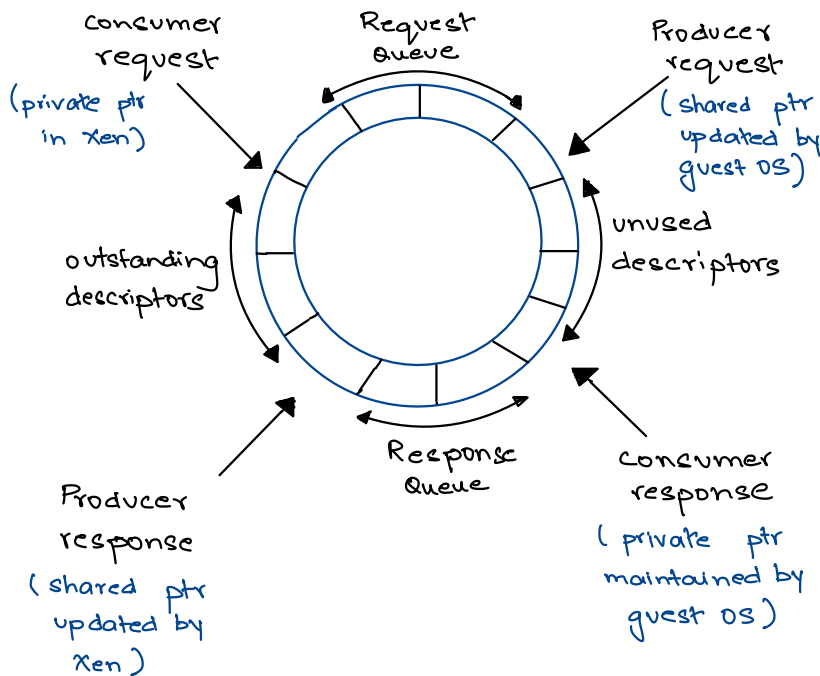 Consumer
request
(private ptr
in Xen)
Request
Queue
Producer
request
(shared ptr
updated by
guest OS)
outstanding
descriptors
unused
descriptors
Response
Queue
Producer
response
(shared ptr
updated by
Xen)
Consumer
response
(private ptr
maintained by
guest OS)